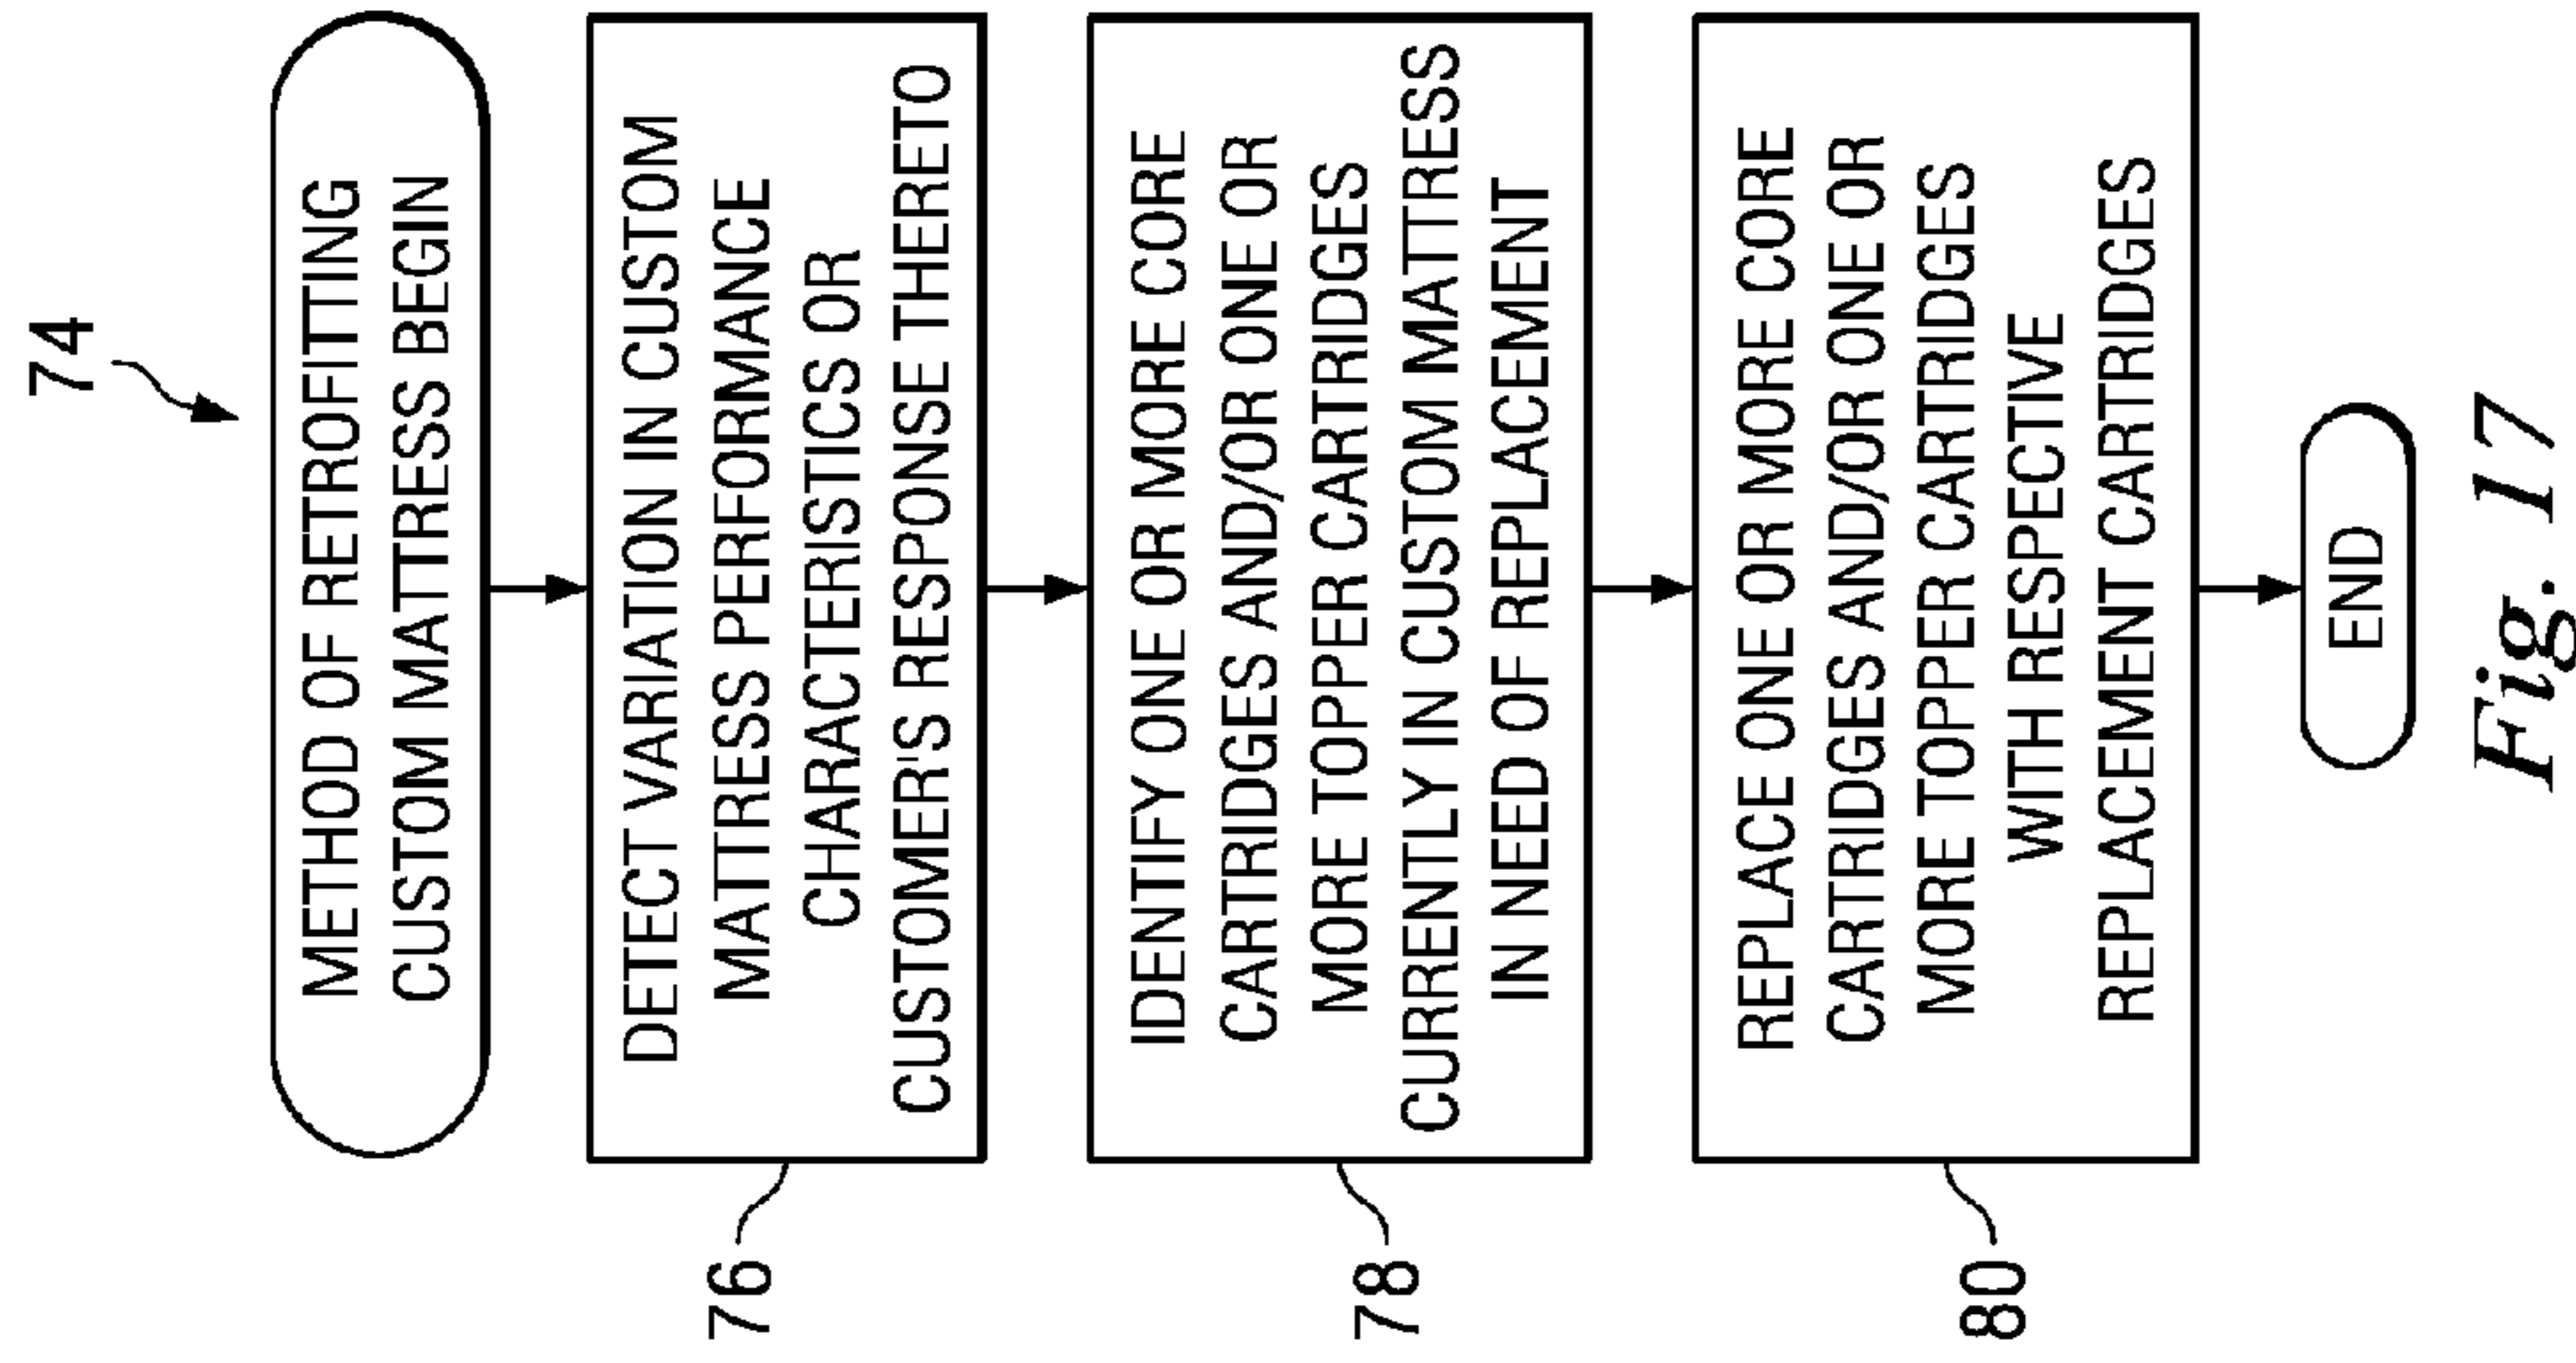 74
METHOD OF RETROFITTING
CUSTOM MATTRESS BEGIN
76
DETECT VARIATION IN CUSTOM
MATTRESS PERFORMANCE
CHARACTERISTICS OR
CUSTOMER'S RESPONSE THERETO
78
IDENTIFY ONE OR MORE CORE
CARTRIDGES AND/OR ONE OR
MORE TOPPER CARTRIDGES
CURRENTLY IN CUSTOM MATTRESS
IN NEED OF REPLACEMENT
80
REPLACE ONE OR MORE CORE
CARTRIDGES AND/OR ONE OR
MORE TOPPER CARTRIDGES
WITH RESPECTIVE
REPLACEMENT CARTRIDGES
END
Fig. 17